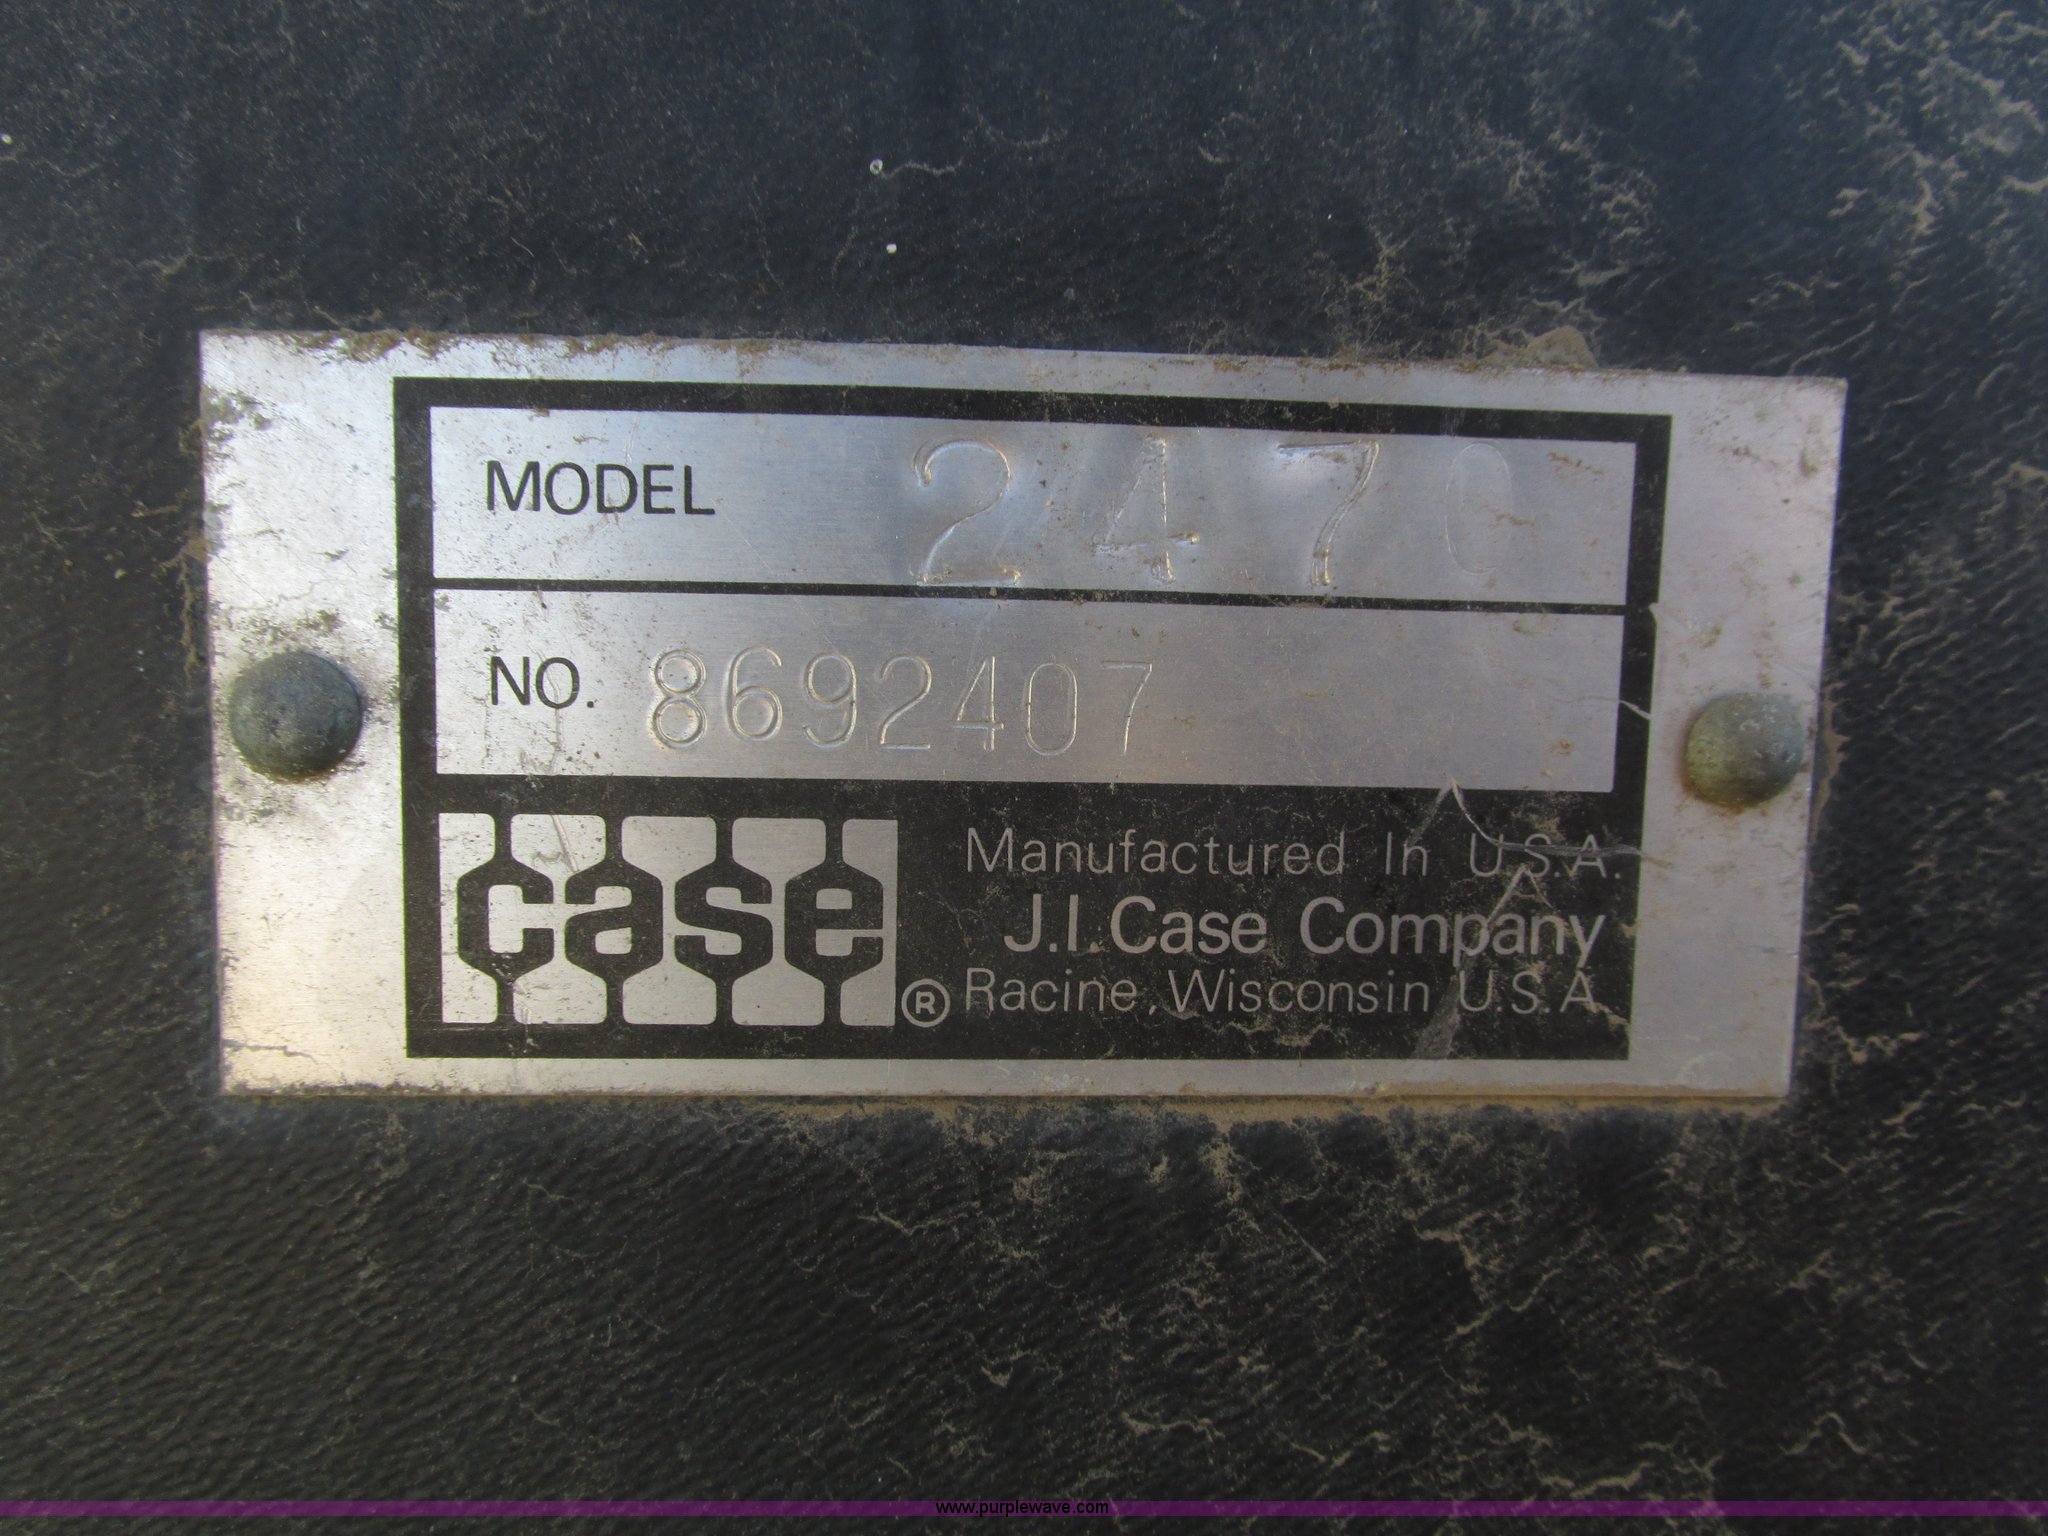 MODEL 2470
NO. 8692407
case ®
Manufactured In U.S.A.
J.I. Case Company
Racine, Wisconsin U.S.A
www.purplewave.com